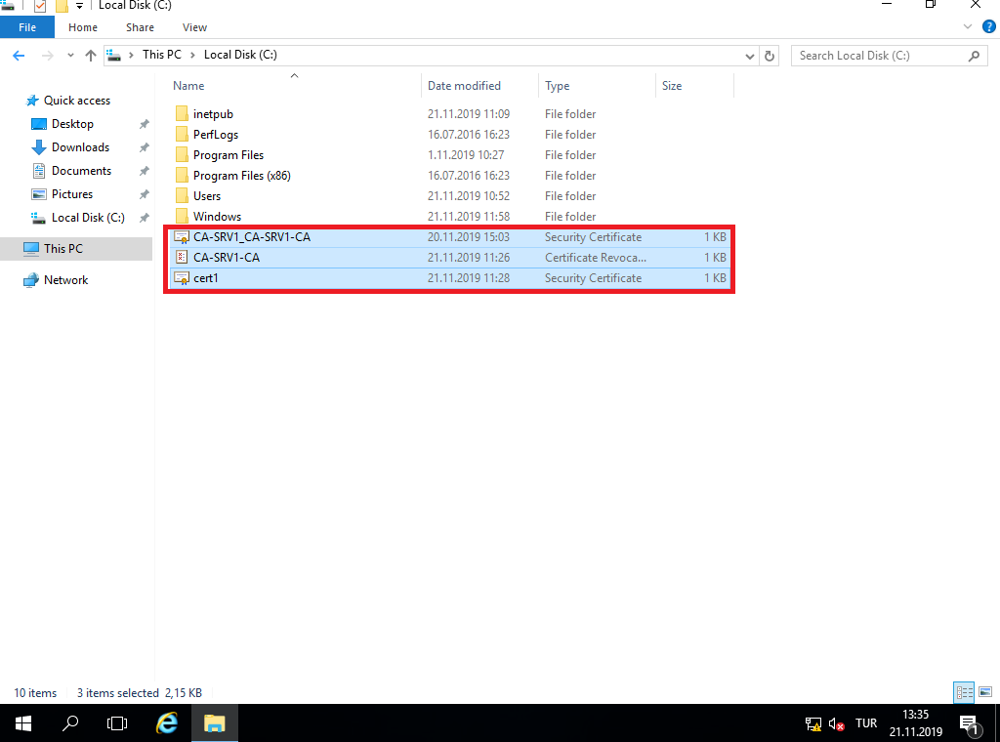 Local Disk (C:)
File Home Share View
This PC Local Disk (C:) Search Local Disk (C:)
Name Date modified Type Size
Quick access
Desktop
Downloads
Documents
Pictures
Local Disk (C:)
This PC
Network
inetpub 21.11.2019 11:09 File folder
PerfLogs 16.07.2016 16:23 File folder
Program Files 1.11.2019 10:27 File folder
Program Files (x86) 16.07.2016 16:23 File folder
Users 21.11.2019 10:52 File folder
Windows 21.11.2019 11:58 File folder
CA-SRV1_CA-SRV1-CA 20.11.2019 15:03 Security Certificate 1 KB
CA-SRV1-CA 21.11.2019 11:26 Certificate Revoca... 1 KB
cert1 21.11.2019 11:28 Security Certificate 1 KB
10 items 3 items selected 2,15 KB
TUR
13:35
21.11.2019
1